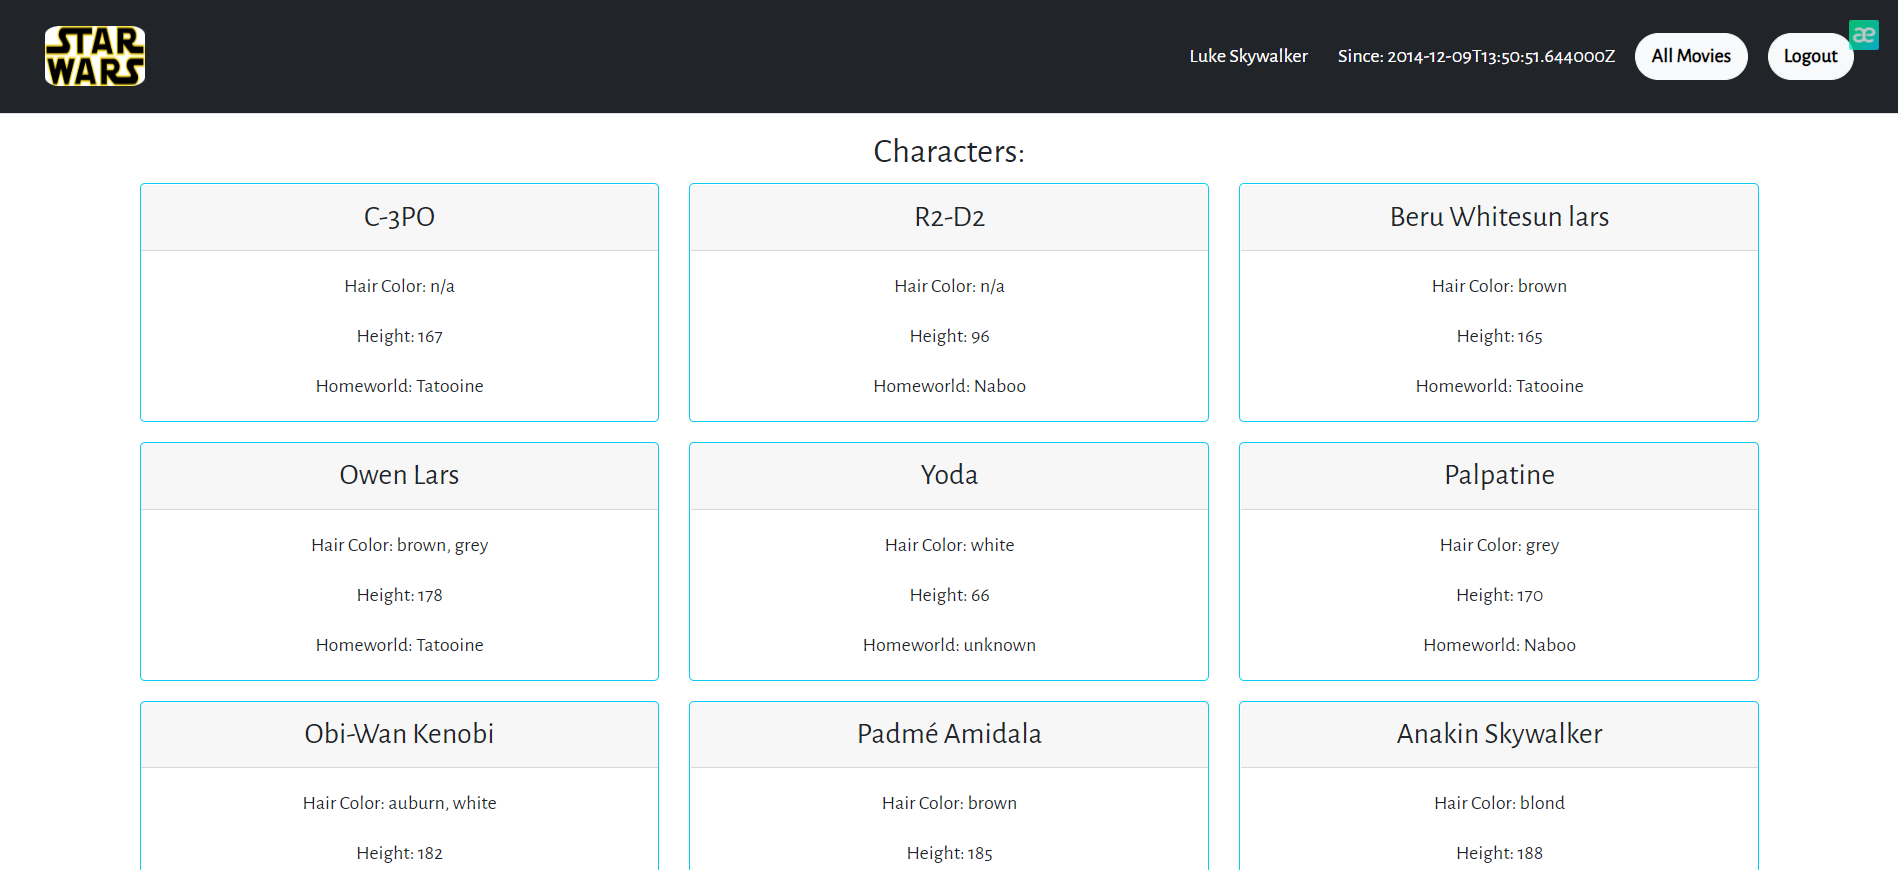 STAR
WARS
Luke Skywalker Since: 2014-12-09T13:50:51.644000Z All Movies Logout æ
Characters:
C-3PO
Hair Color: n/a
Height: 167
Homeworld: Tatooine
R2-D2
Hair Color: n/a
Height: 96
Homeworld: Naboo
Beru Whitesun lars
Hair Color: brown
Height: 165
Homeworld: Tatooine
Owen Lars
Hair Color: brown, grey
Height: 178
Homeworld: Tatooine
Yoda
Hair Color: white
Height: 66
Homeworld: unknown
Palpatine
Hair Color: grey
Height: 170
Homeworld: Naboo
Obi-Wan Kenobi
Hair Color: auburn, white
Height: 182
Padmé Amidala
Hair Color: brown
Height: 185
Anakin Skywalker
Hair Color: blond
Height: 188